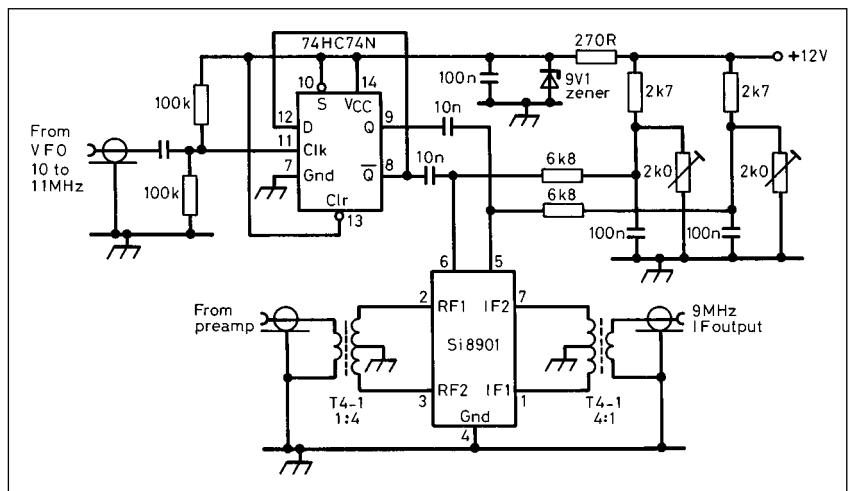 74HC74N
270R
+12V
10
14
S
VCC
100n
9V1
zener
2k7
2k7
100k
12
D
Q
9
10n
From
VFO
10 to
11MHz
11
Clk
7
Gnd
Q
8
10n
2k0
2k0
6k8
6k8
100k
Clr
13
100n
100n
6
5
From
preamp
2
RF1
IF2
7
9MHz
IF output
Si8901
3
RF2
IF1
1
T4-1
1:4
Gnd
4
T4-1
4:1